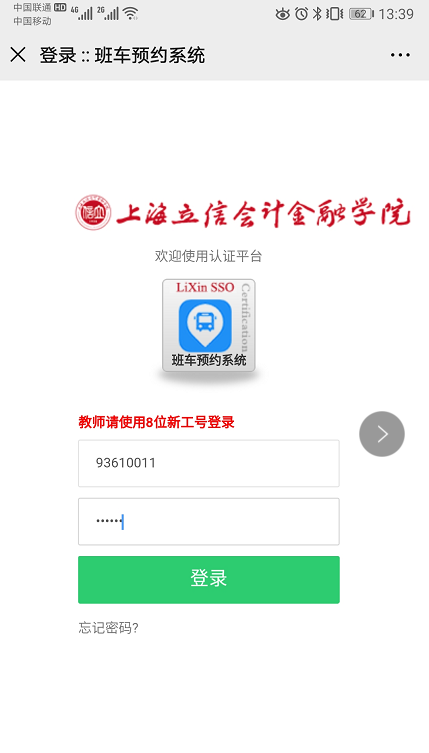 中国联通 HD 4G 2G 62 13:39
中国移动
登录 :: 班车预约系统
上海立信会计金融学院
欢迎使用认证平台
LiXin SSO
Certification
班车预约系统
教师请使用8位新工号登录
93610011
••••••
登录
忘记密码?